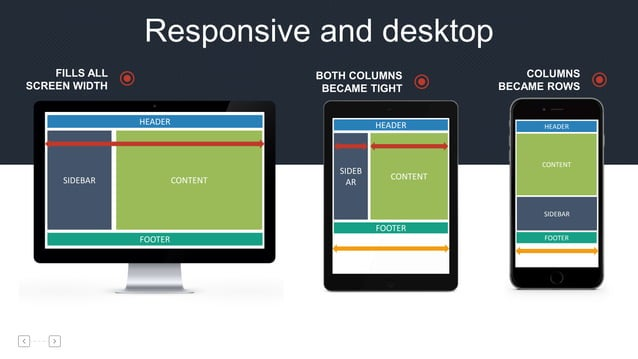 Responsive and desktop
FILLS ALL
SCREEN WIDTH
BOTH COLUMNS
BECAME TIGHT
COLUMNS
BECAME ROWS
HEADER
SIDEBAR
CONTENT
FOOTER
HEADER
SIDEB
AR
CONTENT
FOOTER
HEADER
CONTENT
SIDEBAR
FOOTER